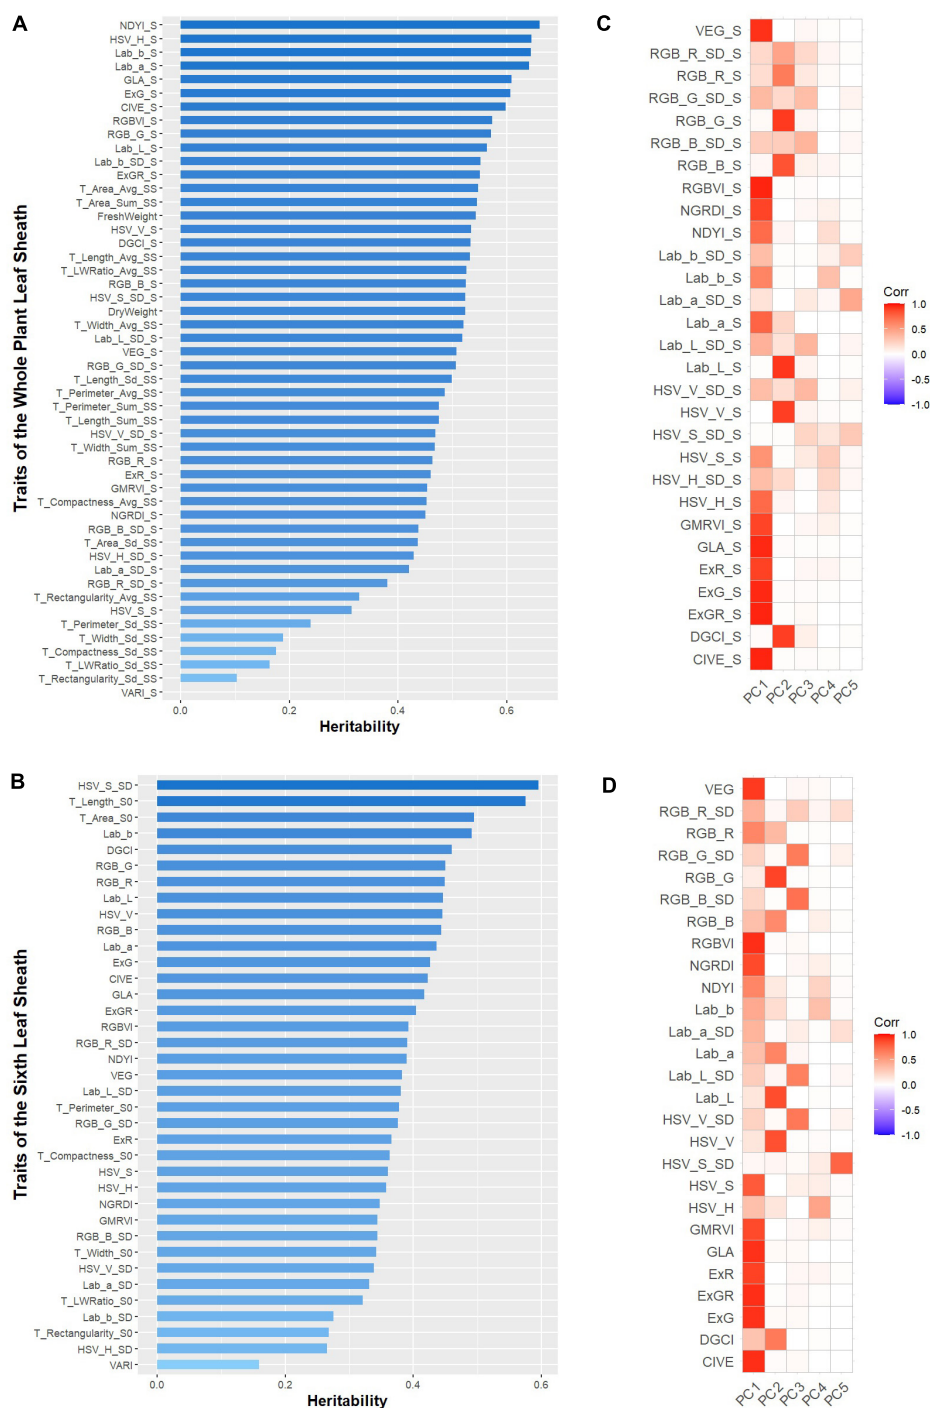 A
Traits of the Whole Plant Leaf Sheath
NDYI_S
HSV_H_S
Lab_b_S
Lab_a_S
GLA_S
ExG_S
CIVE_S
RGBVI_S
RGB_G_S
Lab_L_S
Lab_b_SD_S
ExGR_S
T_Area_Avg_SS
T_Area_Sum_SS
FreshWeight
HSV_V_S
DGCI_S
T_Length_Avg_SS
T_LWRatio_Avg_SS
RGB_B_S
HSV_S_SD_S
DryWeight
T_Width_Avg_SS
Lab_L_SD_S
VEG_S
RGB_G_SD_S
T_Length_Sd_SS
T_Perimeter_Avg_SS
T_Perimeter_Sum_SS
T_Length_Sum_SS
HSV_V_SD_S
T_Width_Sum_SS
RGB_R_S
ExR_S
GMRVI_S
T_Compactness_Avg_SS
NGRDI_S
RGB_B_SD_S
T_Area_Sd_SS
HSV_H_SD_S
Lab_a_SD_S
RGB_R_SD_S
T_Rectangularity_Avg_SS
HSV_S_S
T_Perimeter_Sd_SS
T_Width_Sd_SS
T_Compactness_Sd_SS
T_LWRatio_Sd_SS
T_Rectangularity_Sd_SS
VARI_S
0.0 0.2 0.4 0.6
Heritability
C
VEG_S
RGB_R_SD_S
RGB_R_S
RGB_G_SD_S
RGB_G_S
RGB_B_SD_S
RGB_B_S
RGBVI_S
NGRDI_S
NDYI_S
Lab_b_SD_S
Lab_b_S
Lab_a_SD_S
Lab_a_S
Lab_L_SD_S
Lab_L_S
HSV_V_SD_S
HSV_V_S
HSV_S_SD_S
HSV_S_S
HSV_H_SD_S
HSV_H_S
GMRVI_S
GLA_S
ExR_S
ExG_S
ExGR_S
DGCI_S
CIVE_S
PC1 PC2 PC3 PC4 PC5
Corr
1.0
0.5
0.0
-0.5
-1.0
B
Traits of the Sixth Leaf Sheath
HSV_S_SD
T_Length_S0
T_Area_S0
Lab_b
DGCI
RGB_G
RGB_R
Lab_L
HSV_V
RGB_B
Lab_a
ExG
CIVE
GLA
ExGR
RGBVI
RGB_R_SD
NDYI
VEG
Lab_L_SD
T_Perimeter_S0
RGB_G_SD
ExR
T_Compactness_S0
HSV_S
HSV_H
NGRDI
GMRVI
RGB_B_SD
T_Width_S0
HSV_V_SD
Lab_a_SD
T_LWRatio_S0
Lab_b_SD
T_Rectangularity_S0
HSV_H_SD
VARI
0.0 0.2 0.4 0.6
Heritability
D
VEG
RGB_R_SD
RGB_R
RGB_G_SD
RGB_G
RGB_B_SD
RGB_B
RGBVI
NGRDI
NDYI
Lab_b
Lab_a_SD
Lab_a
Lab_L_SD
Lab_L
HSV_V_SD
HSV_V
HSV_S_SD
HSV_S
HSV_H
GMRVI
GLA
ExR
ExGR
ExG
DGCI
CIVE
PC1 PC2 PC3 PC4 PC5
Corr
1.0
0.5
0.0
-0.5
-1.0